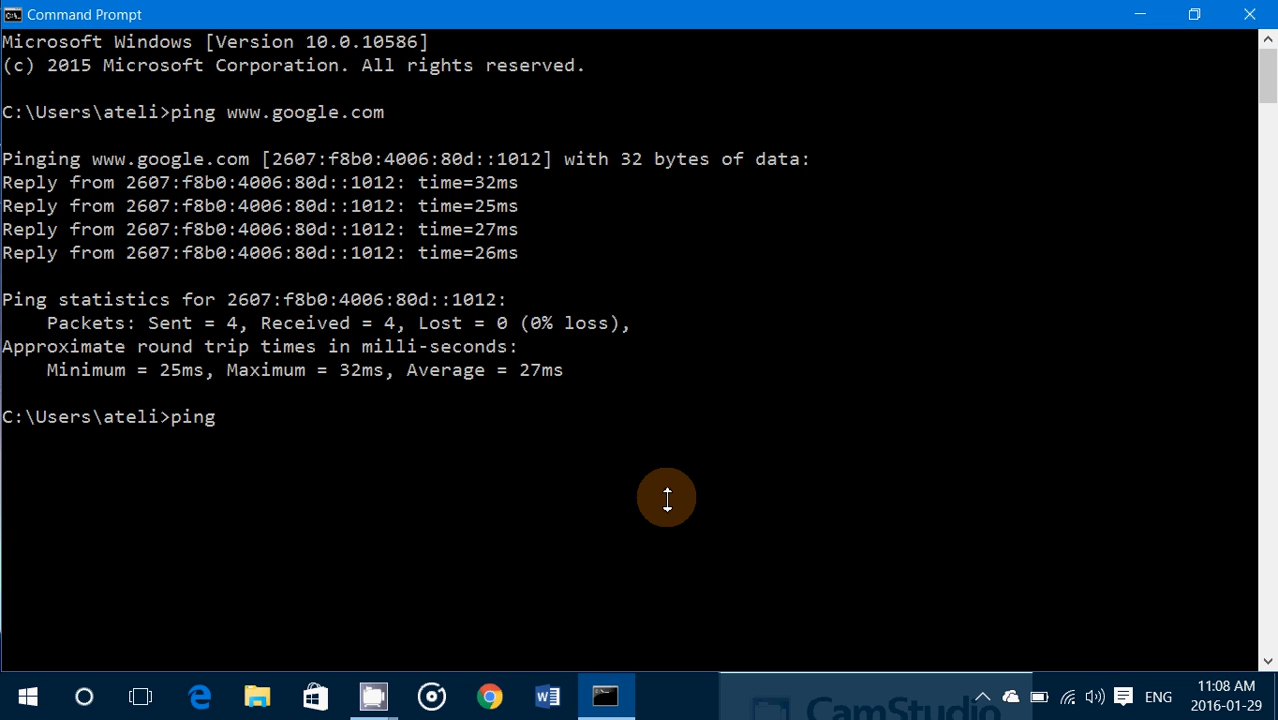 Command Prompt
Microsoft Windows [Version 10.0.10586]
(c) 2015 Microsoft Corporation. All rights reserved.
C:\Users\ateli>ping www.google.com
Pinging www.google.com [2607:f8b0:4006:80d::1012] with 32 bytes of data:
Reply from 2607:f8b0:4006:80d::1012: time=32ms
Reply from 2607:f8b0:4006:80d::1012: time=25ms
Reply from 2607:f8b0:4006:80d::1012: time=27ms
Reply from 2607:f8b0:4006:80d::1012: time=26ms
Ping statistics for 2607:f8b0:4006:80d::1012:
    Packets: Sent = 4, Received = 4, Lost = 0 (0% loss),
Approximate round trip times in milli-seconds:
    Minimum = 25ms, Maximum = 32ms, Average = 27ms
C:\Users\ateli>ping
CamStudio
ENG
11:08 AM
2016-01-29